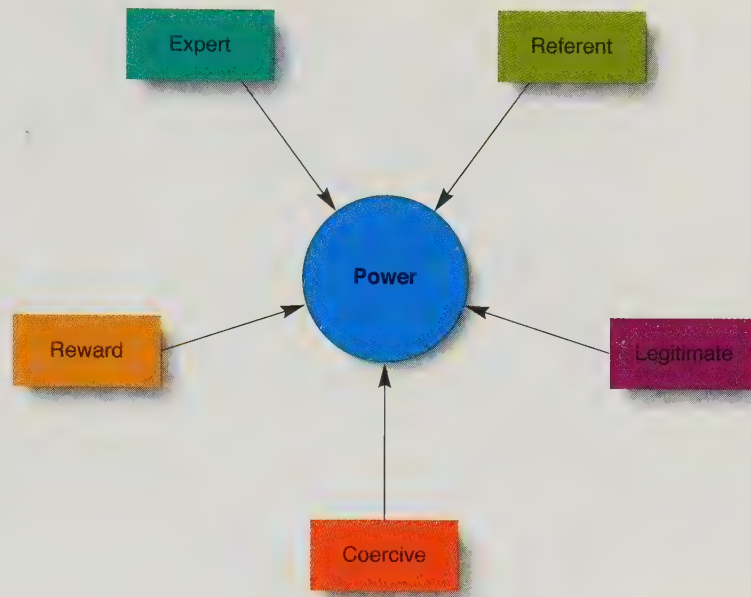 Expert
Referent
Power
Reward
Legitimate
Coercive